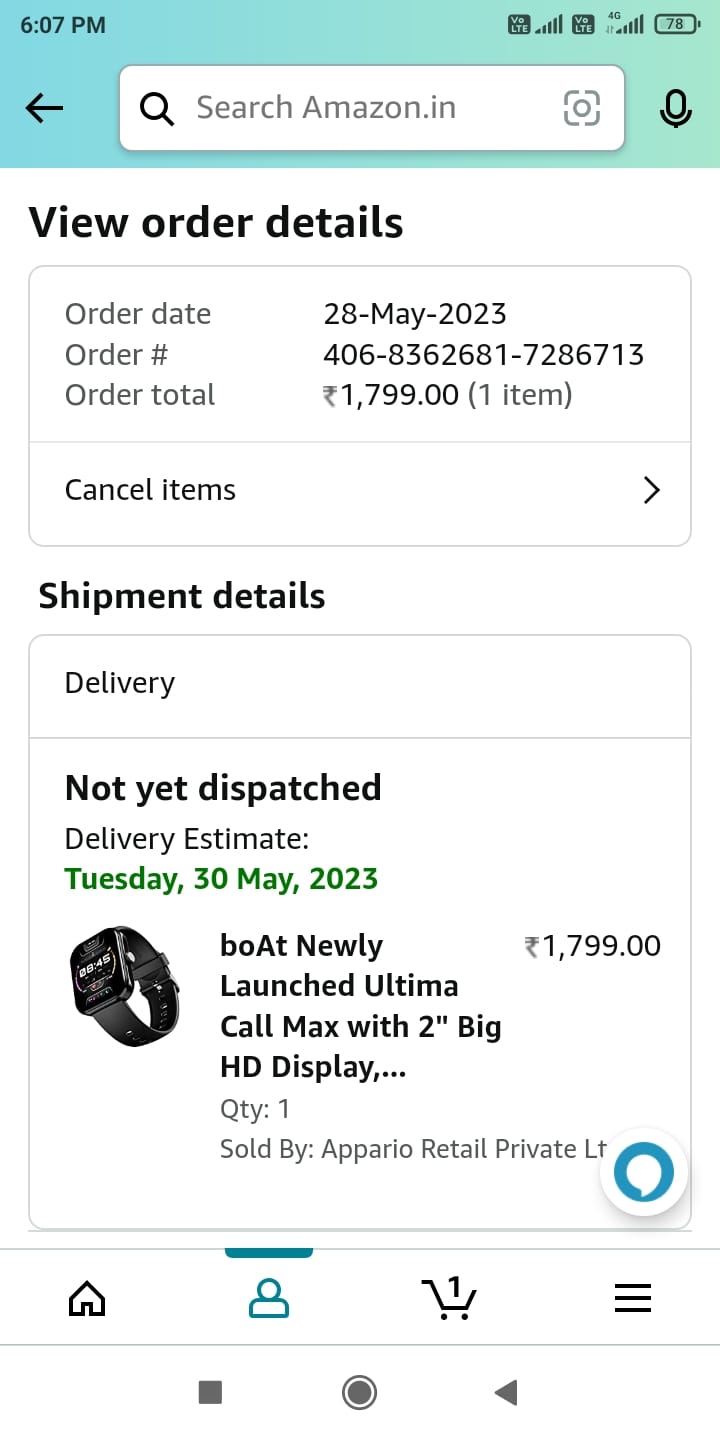 6:07 PM
Vo LTE Vo LTE 4G 78
Search Amazon.in
View order details
Order date 28-May-2023
Order # 406-8362681-7286713
Order total ₹1,799.00 (1 item)
Cancel items
Shipment details
Delivery
Not yet dispatched
Delivery Estimate:
Tuesday, 30 May, 2023
08:45
boAt Newly ₹1,799.00
Launched Ultima
Call Max with 2" Big
HD Display,...
Qty: 1
Sold By: Appario Retail Private Lt
1